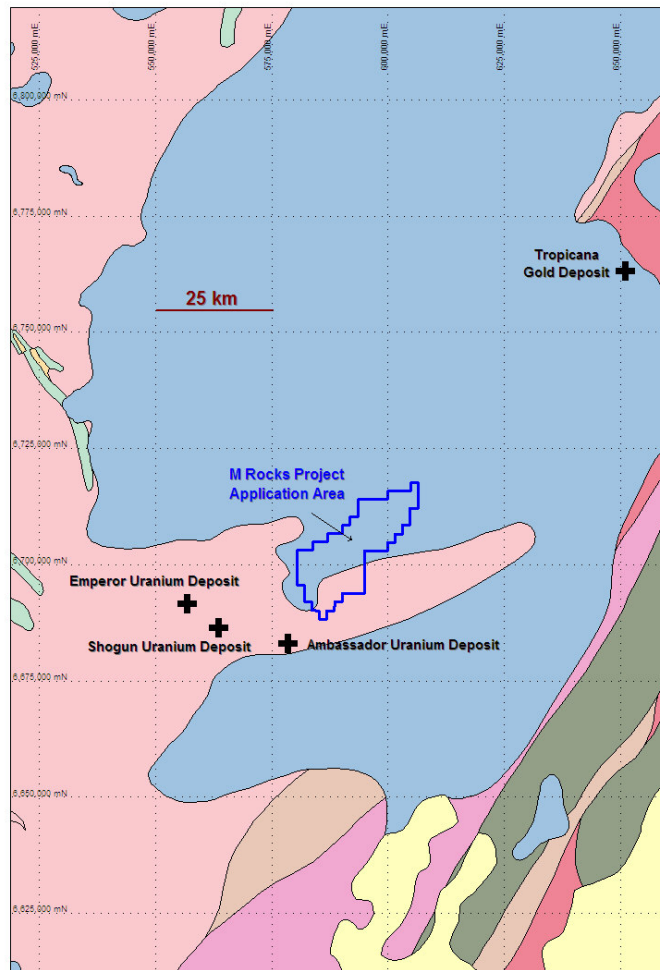 525,000 mE
550,000 mE
575,000 mE
600,000 mE
625,000 mE
650,000 mE
6,800,000 mN
6,775,000 mN
Tropicana
Gold Deposit
25 km
6,750,000 mN
6,725,000 mN
M Rocks Project
Application Area
6,700,000 mN
Emperor Uranium Deposit
Shogun Uranium Deposit
Ambassador Uranium Deposit
6,675,000 mN
6,650,000 mN
6,625,000 mN